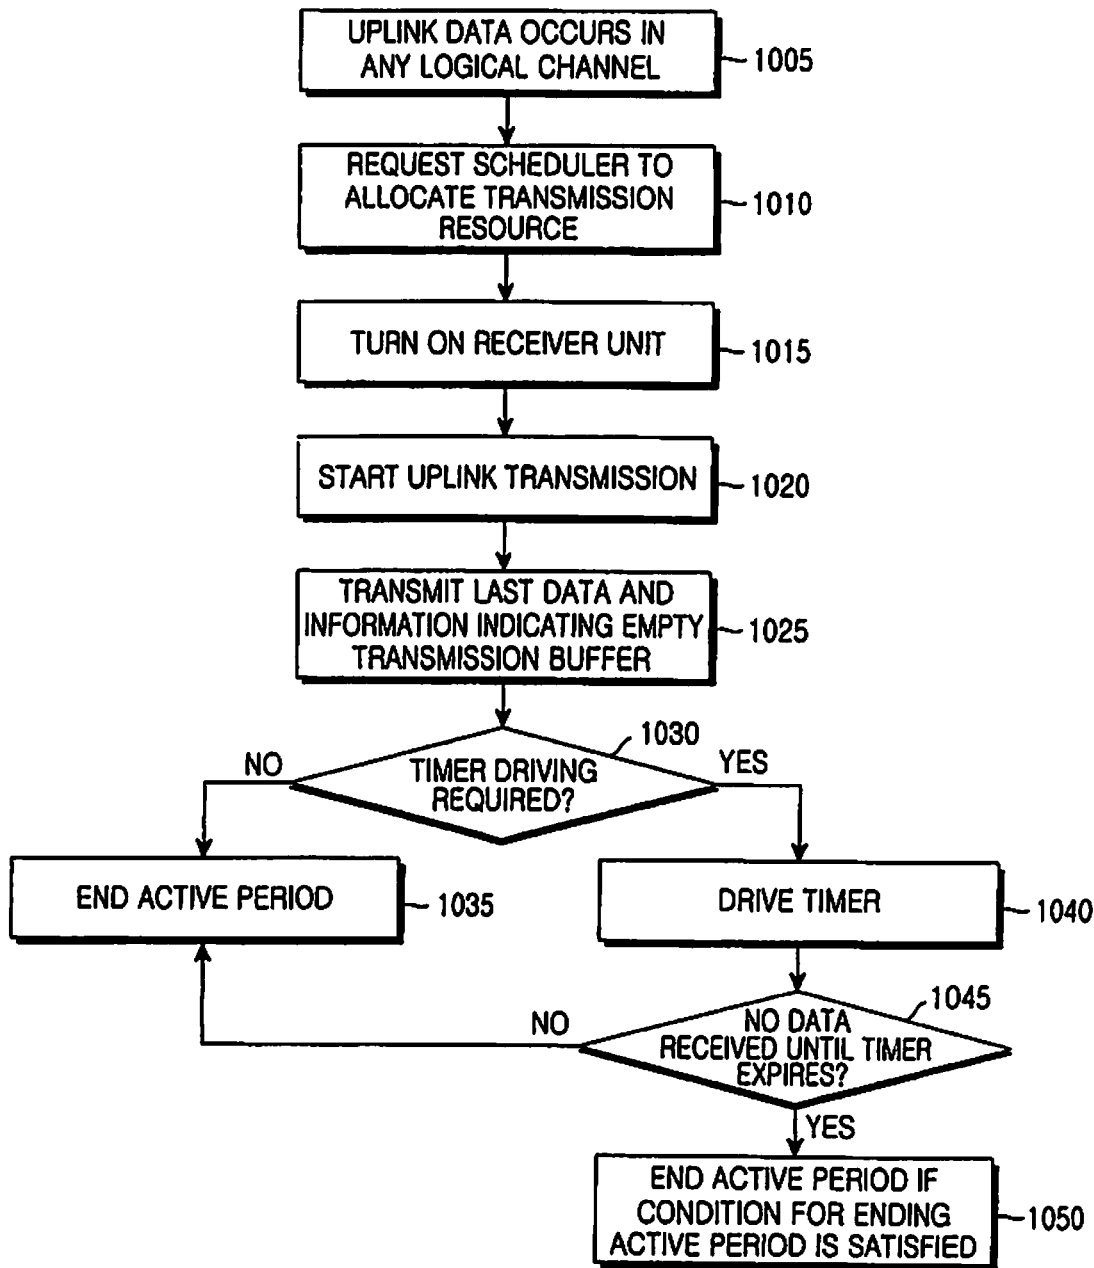 UPLINK DATA OCCURS IN
ANY LOGICAL CHANNEL
1005
REQUEST SCHEDULER TO
ALLOCATE TRANSMISSION
RESOURCE
1010
TURN ON RECEIVER UNIT
1015
START UPLINK TRANSMISSION
1020
TRANSMIT LAST DATA AND
INFORMATION INDICATING EMPTY
TRANSMISSION BUFFER
1025
1030
NO
TIMER DRIVING
REQUIRED?
YES
END ACTIVE PERIOD
1035
DRIVE TIMER
1040
1045
NO
NO DATA
RECEIVED UNTIL TIMER
EXPIRES?
YES
END ACTIVE PERIOD IF
CONDITION FOR ENDING
ACTIVE PERIOD IS SATISFIED
1050